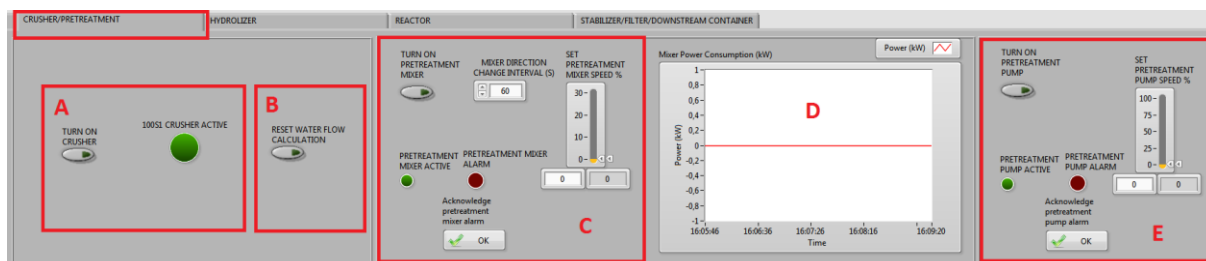 CRUSHER/PRETREATMENT
HYDROLIZER
REACTOR
STABILIZER/FILTER/DOWNSTREAM CONTAINER
A
TURN ON
CRUSHER
100S1 CRUSHER ACTIVE
B
RESET WATER FLOW
CALCULATION
TURN ON
PRETREATMENT
MIXER
MIXER DIRECTION
CHANGE INTERVAL (S)
60
SET
PRETREATMENT
MIXER SPEED %
30
20
10
0
0
0
PRETREATMENT
MIXER ACTIVE
PRETREATMENT MIXER
ALARM
Acknowledge
pretreatment
mixer alarm
OK
C
Mixer Power Consumption (kW)
Power (kW)
D
Power (kW)
1
0,8
0,6
0,4
0,2
0
-0,2
-0,4
-0,6
-0,8
-1
16:05:46
16:06:36
16:07:26
16:08:16
16:09:20
Time
TURN ON
PRETREATMENT
PUMP
SET
PRETREATMENT
PUMP SPEED %
100
75
50
25
0
0
0
PRETREATMENT
PUMP ACTIVE
PRETREATMENT
PUMP ALARM
Acknowledge
pretreatment
pump alarm
OK
E